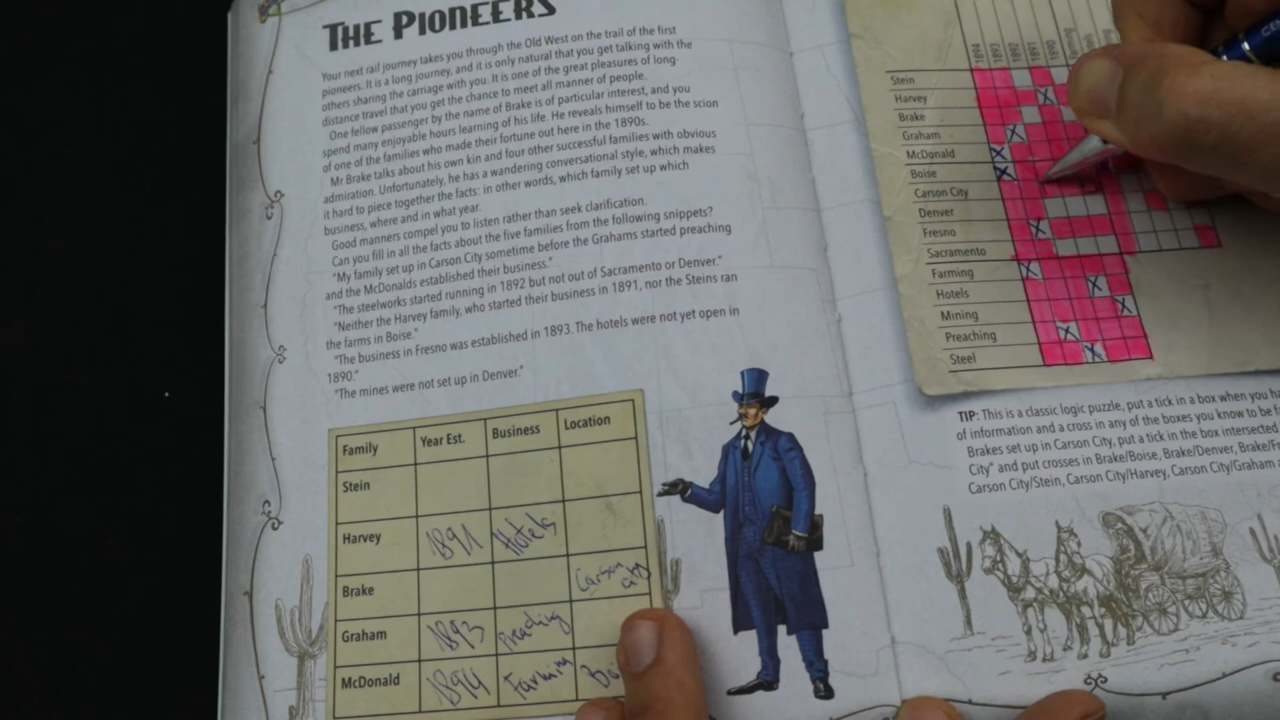 THE PIONEERS
Your next rail journey takes you through the Old West on the trail of the first
pioneers. It is a long journey, and it is only natural that you get talking with the
others sharing the carriage with you. It is one of the great pleasures of long-
distance travel that you get the chance to meet all manner of people.
One fellow passenger by the name of Brake is of particular interest, and you
spend many enjoyable hours learning of his life. He reveals himself to be the scion
of one of the families who made their fortune out here in the 1890s.
Mr Brake talks about his own kin and four other successful families with obvious
admiration. Unfortunately, he has a wandering conversational style, which makes
it hard to piece together the facts: in other words, which family set up which
business, where and in what year.
Good manners compel you to listen rather than seek clarification.
Can you fill in all the facts about the five families from the following snippets?
"My family set up in Carson City sometime before the Grahams started preaching
and the McDonalds established their business."
"The steelworks started running in 1892 but not out of Sacramento or Denver."
"Neither the Harvey family, who started their business in 1891, nor the Steins ran
the farms in Boise."
"The business in Fresno was established in 1893. The hotels were not yet open in
1890."
"The mines were not set up in Denver."
Family Year Est. Business Location
Stein
Harvey 1891 Hotels
Brake Carson City
Graham 1893 Preaching
McDonald 1894 Farming Bo
1894 1893 1892 1891 1890
Stein
Harvey
Brake
Graham
McDonald
Boise
Carson City
Denver
Fresno
Sacramento
Farming
Hotels
Mining
Preaching
Steel
TIP: This is a classic logic puzzle, put a tick in a box when you
of information and a cross in any of the boxes you know to be
Brakes set up in Carson City, put a tick in the box intersected
City" and put crosses in Brake/Boise, Brake/Denver,
Carson City/Stein, Carson City/Harvey, Carson City/Graham